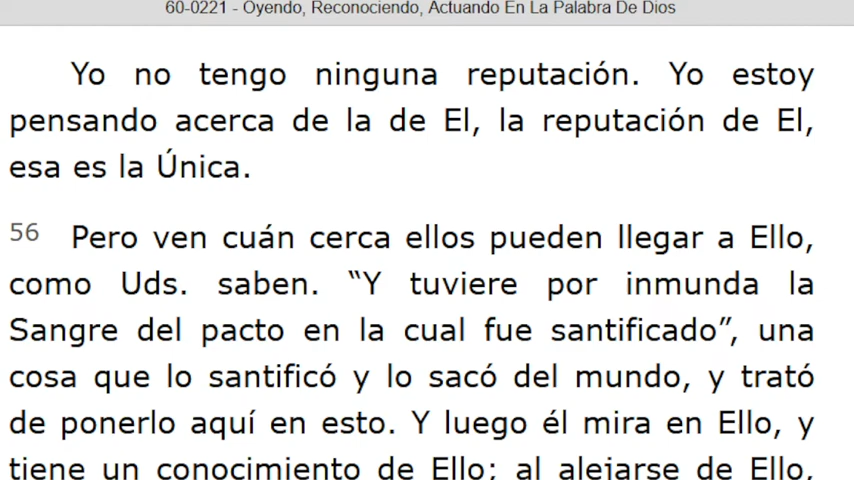 60-0221 - Oyendo, Reconociendo, Actuando En La Palabra De Dios
Yo no tengo ninguna reputación. Yo estoy
pensando acerca de la de El, la reputación de El,
esa es la Única.
56 Pero ven cuán cerca ellos pueden llegar a Ello,
como Uds. saben. “Y tuviere por inmunda la
Sangre del pacto en la cual fue santificado”, una
cosa que lo santificó y lo sacó del mundo, y trató
de ponerlo aquí en esto. Y luego él mira en Ello, y
tiene un conocimiento de Ello; al alejarse de Ello,